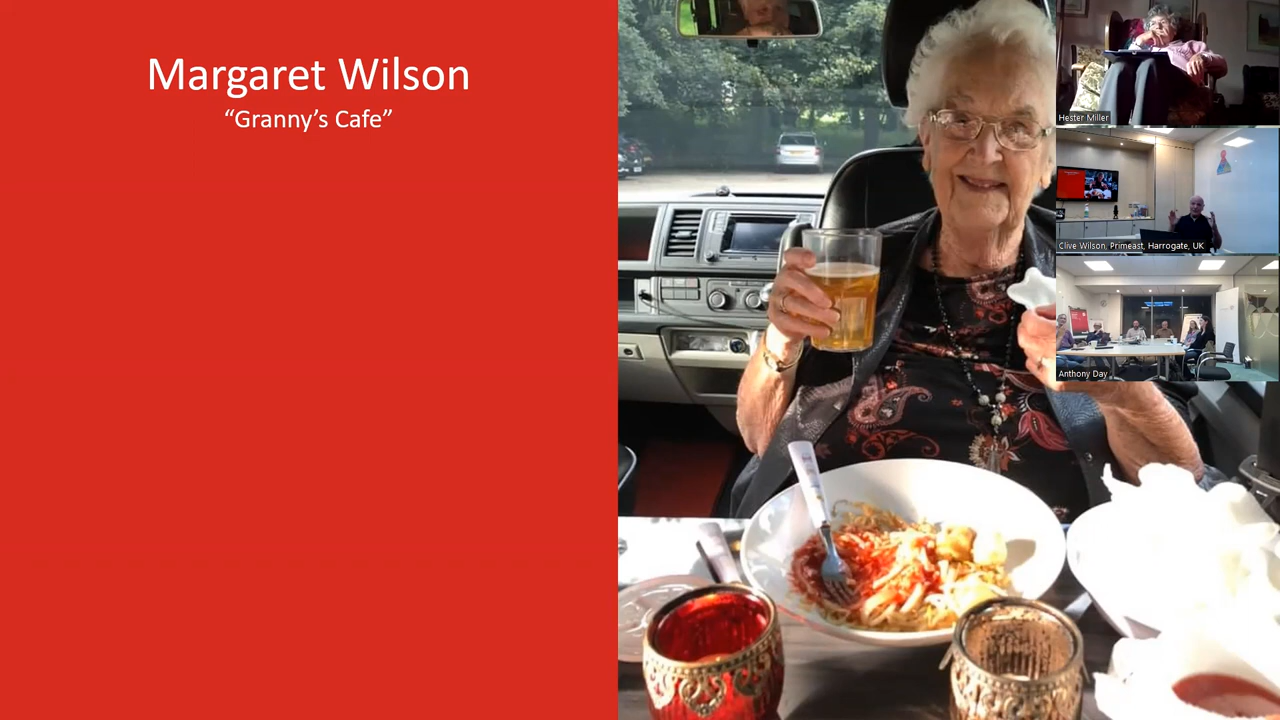 Margaret Wilson
“Granny’s Cafe”
Hester Miller
Clive Wilson, Primeast, Harrogate, UK
Anthony Day